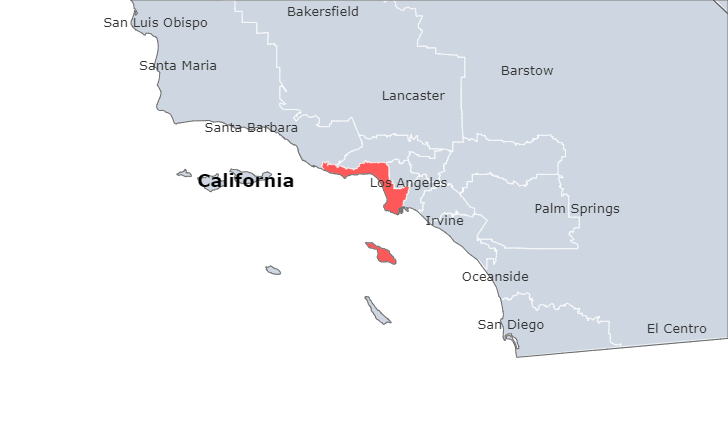 Bakersfield
San Luis Obispo
Santa Maria
Barstow
Lancaster
Santa Barbara
California
Los Angeles
Palm Springs
Irvine
Oceanside
San Diego
El Centro